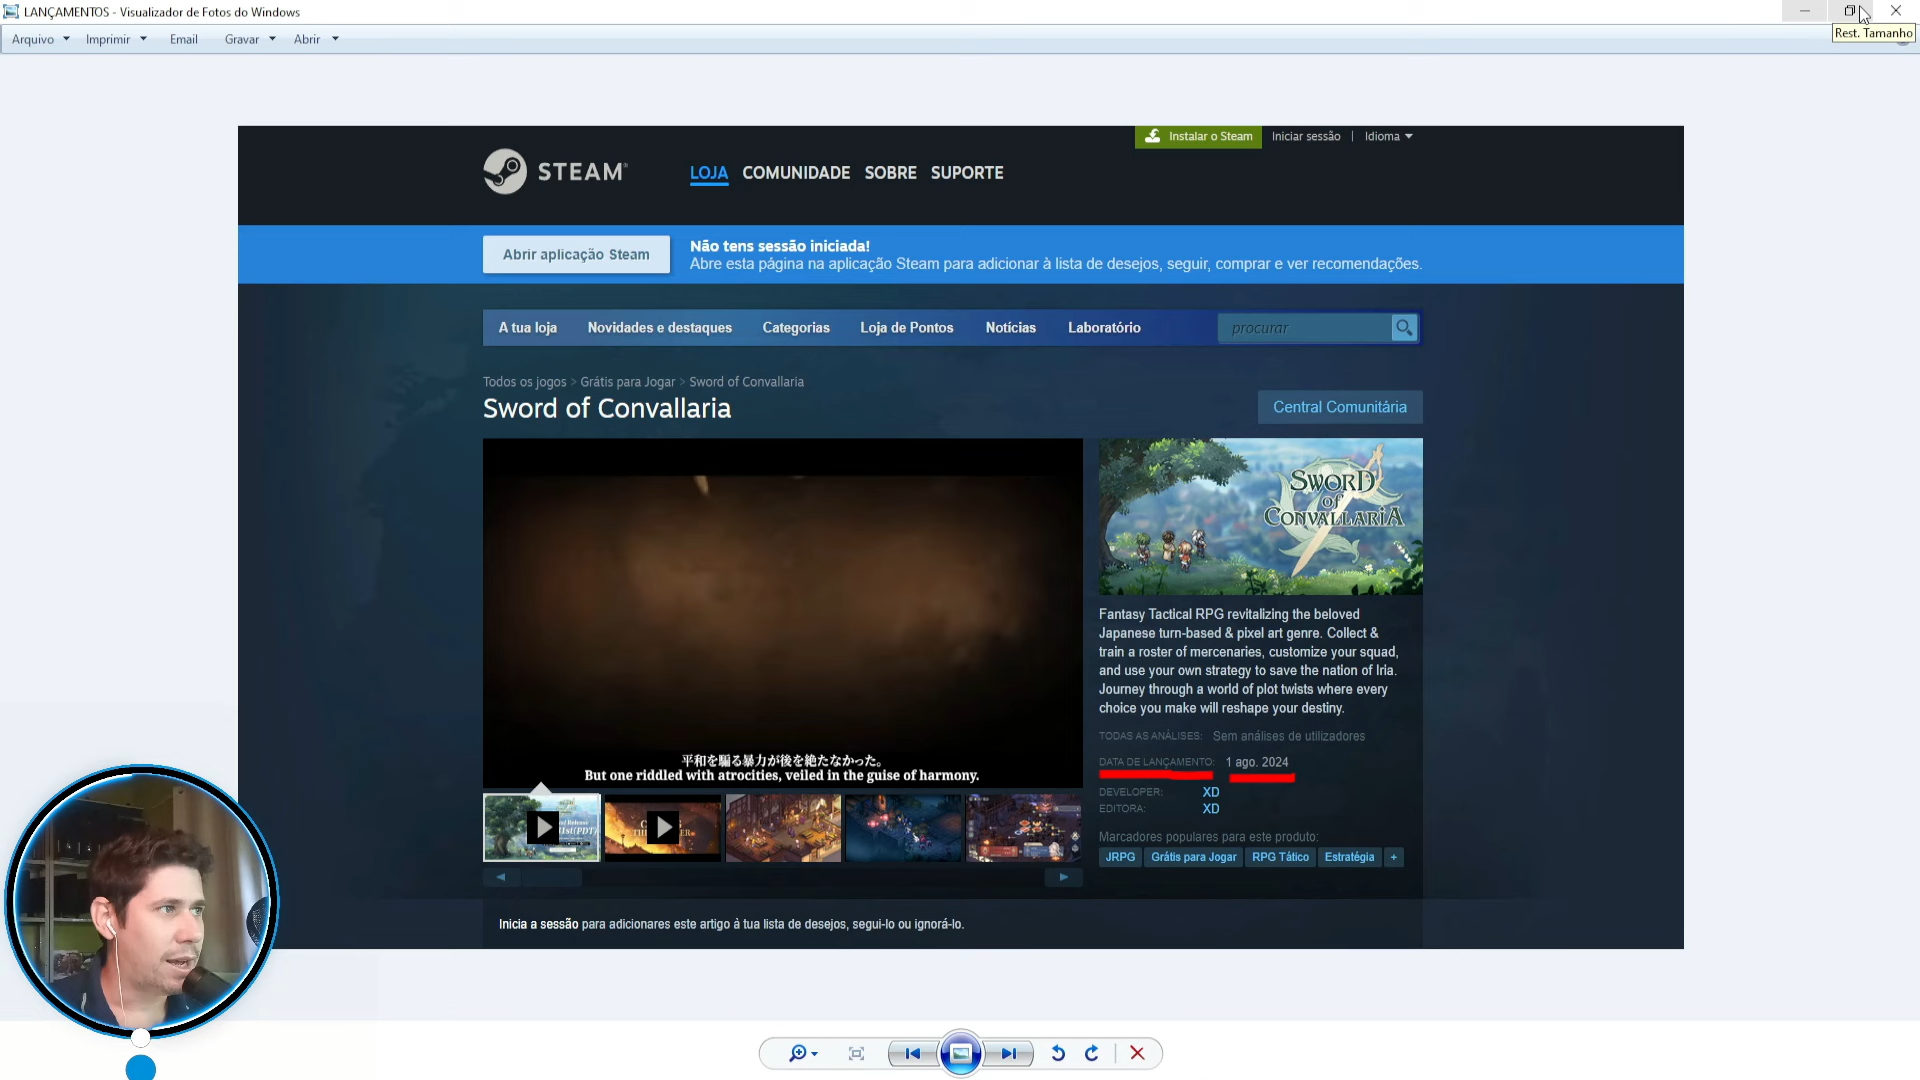 LANÇAMENTOS - Visualizador de Fotos do Windows
Rest. Tamanho
Arquivo Imprimir Email Gravar Abrir
Instalar o Steam Iniciar sessão | Idioma
STEAM LOJA COMUNIDADE SOBRE SUPORTE
Abrir aplicação Steam
Não tens sessão iniciada!
Abre esta página na aplicação Steam para adicionar à lista de desejos, seguir, comprar e ver recomendações.
A tua loja Novidades e destaques Categorias Loja de Pontos Notícias Laboratório procurar
Todos os jogos > Grátis para Jogar > Sword of Convallaria
Sword of Convallaria
Central Comunitária
平和を騙る暴力が後を絶たなかった。
But one riddled with atrocities, veiled in the guise of harmony.
SWORD
of
CONVALLARIA
Fantasy Tactical RPG revitalizing the beloved
Japanese turn-based & pixel art genre. Collect &
train a roster of mercenaries, customize your squad,
and use your own strategy to save the nation of Iria.
Journey through a world of plot twists where every
choice you make will reshape your destiny.
TODAS AS ANÁLISES: Sem análises de utilizadores
DATA DE LANÇAMENTO: 1 ago. 2024
DEVELOPER: XD
EDITORA: XD
Marcadores populares para este produto:
JRPG Grátis para Jogar RPG Tático Estratégia +
Inicia a sessão para adicionares este artigo à tua lista de desejos, segui-lo ou ignorá-lo.